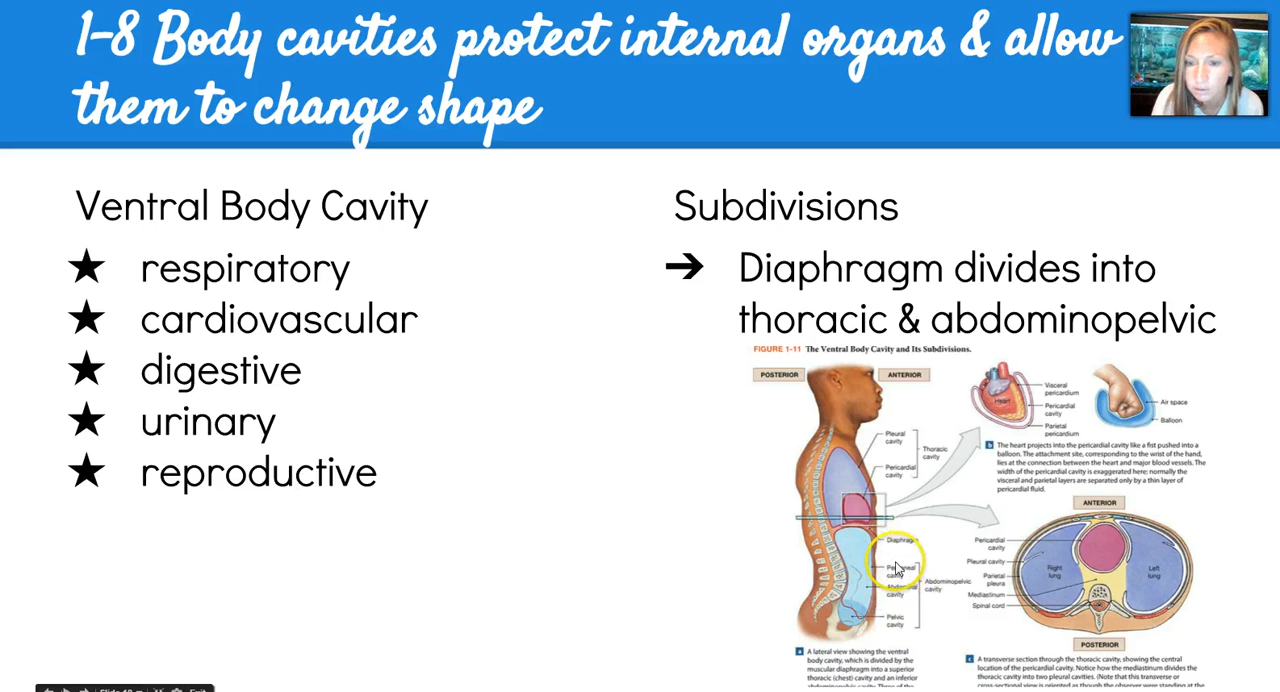 1-8 Body cavities protect internal organs & allow
them to change shape
Ventral Body Cavity
★ respiratory
★ cardiovascular
★ digestive
★ urinary
★ reproductive
Subdivisions
➔ Diaphragm divides into
thoracic & abdominopelvic
FIGURE 1-11 The Ventral Body Cavity and Its Subdivisions.
POSTERIOR
ANTERIOR
Pleural
cavity
Pericardial
cavity
Thoracic
cavity
Diaphragm
Peritoneal
cavity
Abdominal
cavity
Pelvic
cavity
Abdominopelvic
cavity
a A lateral view showing the ventral
body cavity, which is divided by the
muscular diaphragm into a superior
thoracic (chest) cavity and an inferior
abdominopelvic cavity. Three of the
Heart
Visceral
pericardium
Pericardial
cavity
Parietal
pericardium
Air space
Balloon
b The heart projects into the pericardial cavity like a fist pushed into a
balloon. The attachment site, corresponding to the wrist of the hand,
lies at the connection between the heart and major blood vessels. The
width of the pericardial cavity is exaggerated here; normally the
visceral and parietal layers are separated only by a thin layer of
pericardial fluid.
ANTERIOR
Pericardial
cavity
Pleural cavity
Parietal
pleura
Mediastinum
Spinal cord
Right
lung
Left
lung
POSTERIOR
c A transverse section through the thoracic cavity, showing the central
location of the pericardial cavity. Notice how the mediastinum divides the
thoracic cavity into two pleural cavities. (Note that this transverse or
cross-sectional view is oriented as though the observer were standing at the